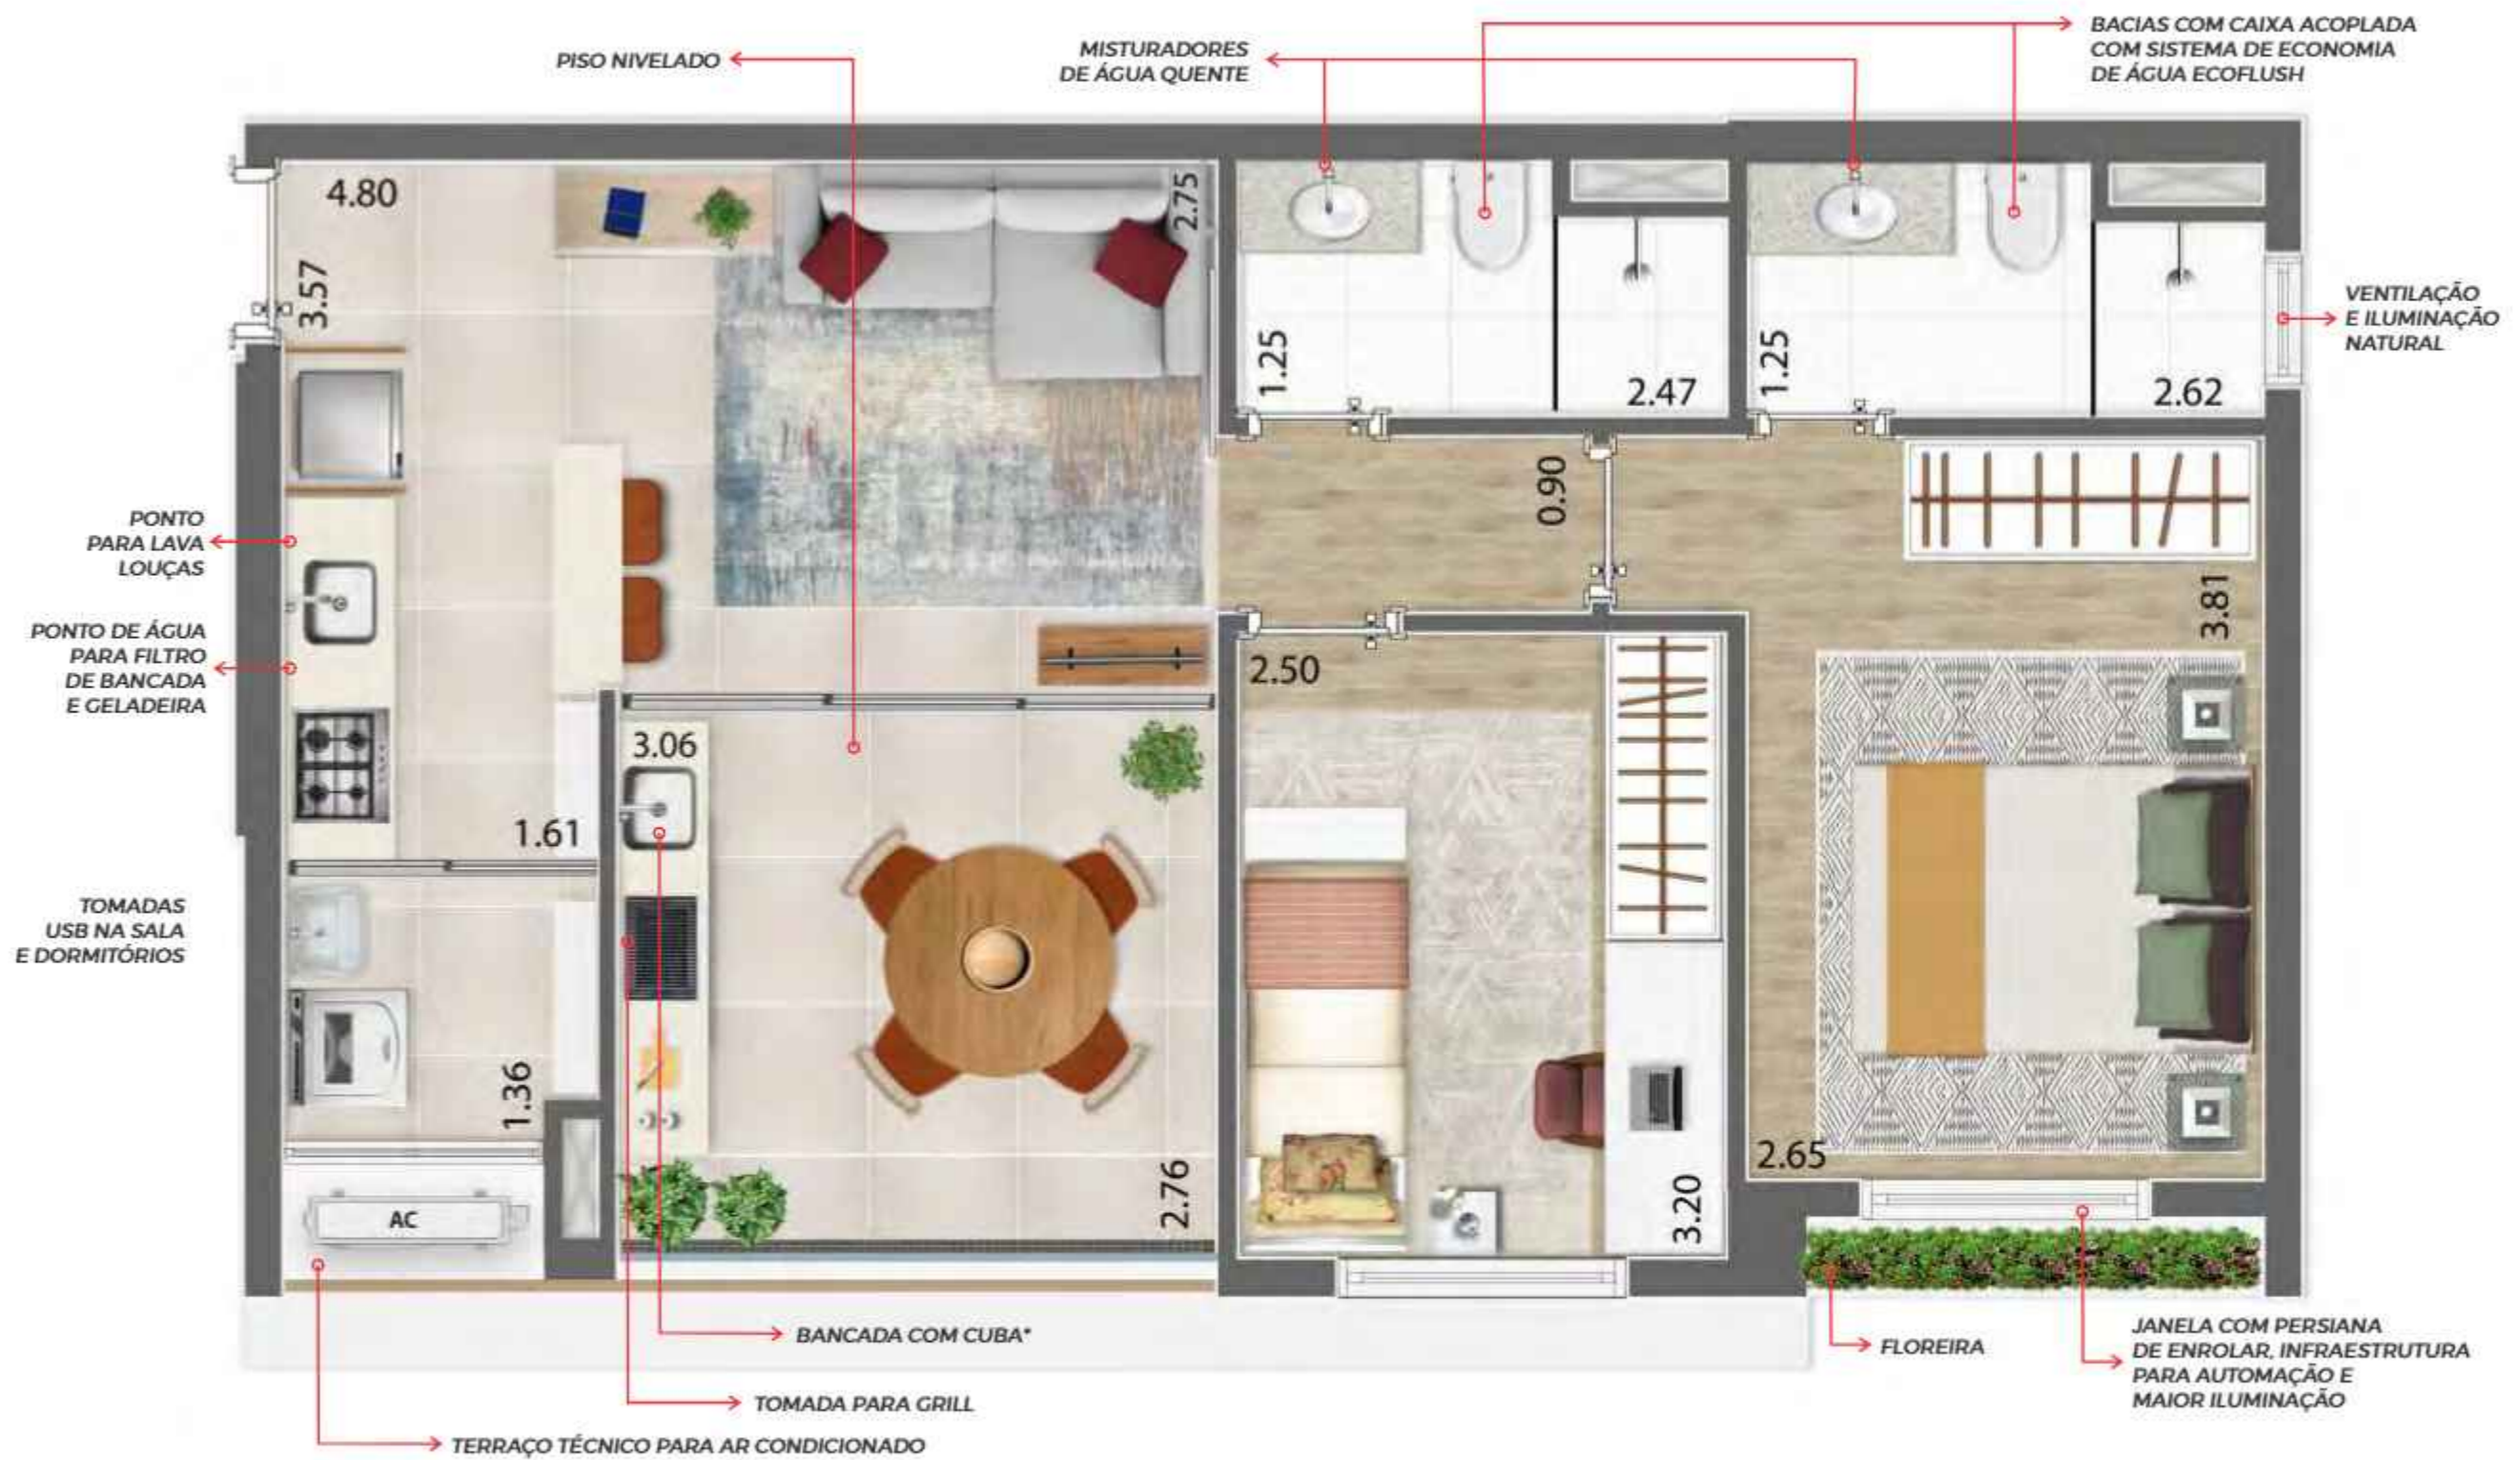 BACIAS COM CAIXA ACOPLADA
COM SISTEMA DE ECONOMIA
DE ÁGUA ECOFLUSH
MISTURADORES
DE ÁGUA QUENTE
PISO NIVELADO
4.80
2.75
3.57
1.25
2.47
1.25
2.62
VENTILAÇÃO
E ILUMINAÇÃO
NATURAL
0.90
PONTO
PARA LAVA
LOUÇAS
3.81
PONTO DE ÁGUA
PARA FILTRO
DE BANCADA
E GELADEIRA
2.50
3.06
1.61
TOMADAS
USB NA SALA
E DORMITÓRIOS
1.36
2.65
2.76
3.20
AC
BANCADA COM CUBA*
FLOREIRA
JANELA COM PERSIANA
DE ENROLAR, INFRAESTRUTURA
PARA AUTOMAÇÃO E
MAIOR ILUMINAÇÃO
TOMADA PARA GRILL
TERRAÇO TÉCNICO PARA AR CONDICIONADO